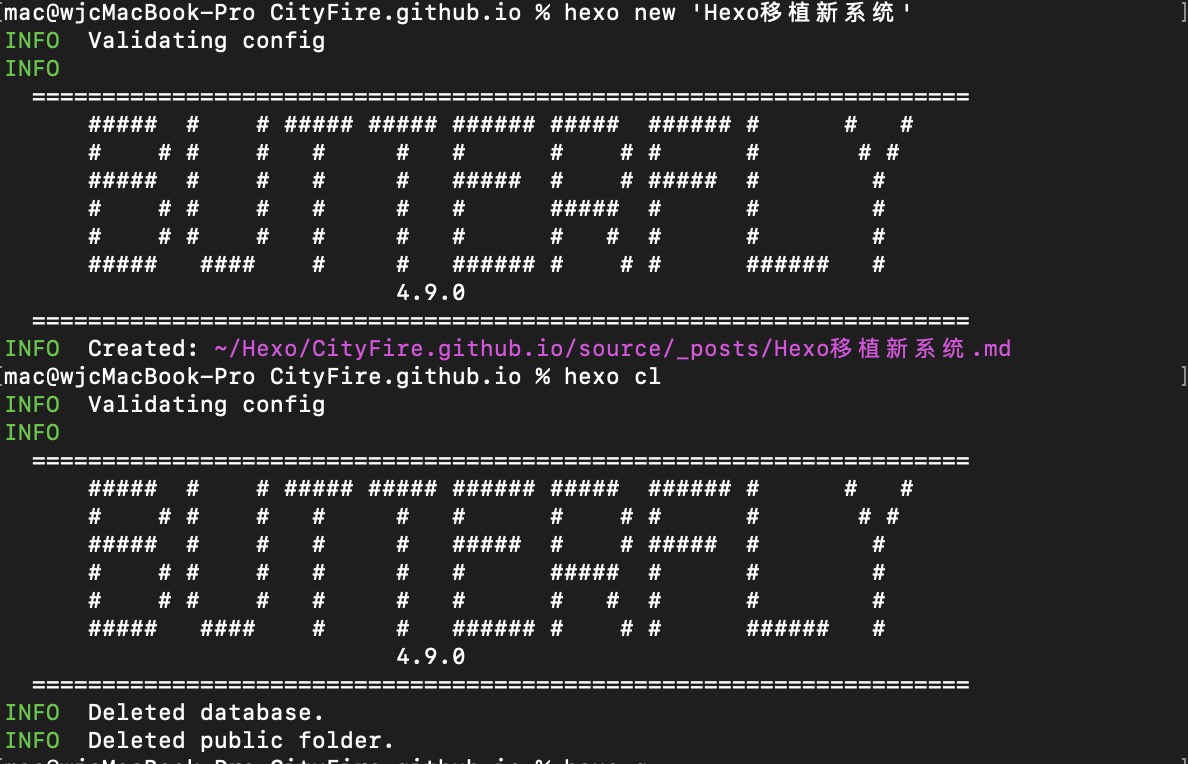 mac@wjcMacBook-Pro CityFire.github.io % hexo new 'Hexo移植新系统'
INFO  Validating config
INFO
  ===================================================================
      #####  #    # ##### ##### ###### #####  ###### #      #   #
      #    # #    #   #     #   #      #    # #      #       # #
      #####  #    #   #     #   #####  #    # #####  #        #
      #    # #    #   #     #   #      #####  #      #        #
      #    # #    #   #     #   #      #   #  #      #        #
      #####   ####    #     #   ###### #    # #      ######   #
                            4.9.0
  ===================================================================
INFO  Created: ~/Hexo/CityFire.github.io/source/_posts/Hexo移植新系统.md
mac@wjcMacBook-Pro CityFire.github.io % hexo cl
INFO  Validating config
INFO
  ===================================================================
      #####  #    # ##### ##### ###### #####  ###### #      #   #
      #    # #    #   #     #   #      #    # #      #       # #
      #####  #    #   #     #   #####  #    # #####  #        #
      #    # #    #   #     #   #      #####  #      #        #
      #    # #    #   #     #   #      #   #  #      #        #
      #####   ####    #     #   ###### #    # #      ######   #
                            4.9.0
  ===================================================================
INFO  Deleted database.
INFO  Deleted public folder.